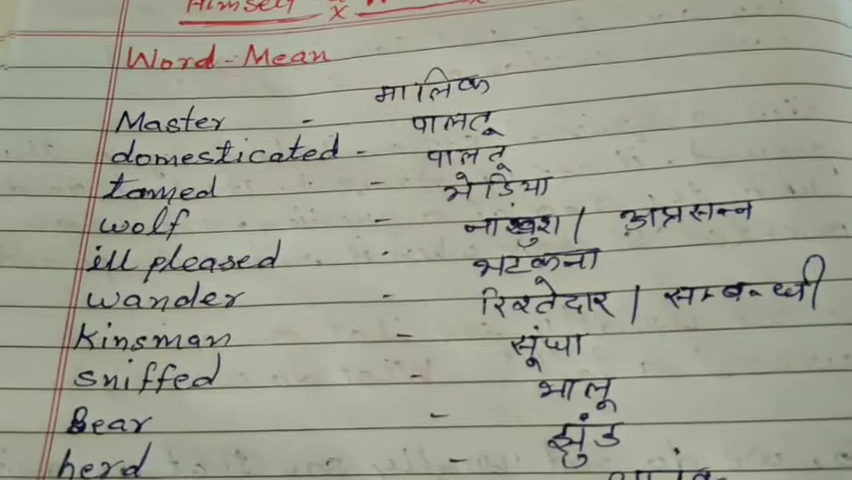 Himself
Word - Mean
Master - मालिक
domesticated - पालतू
tamed - पालतू
wolf - भेडिया
ill pleased - नाखुश / अप्रसन्न
wander - भटकना
Kinsman - रिश्तेदार / सम्बन्धी
sniffed - सूंघा
Bear - भालू
herd - झुंड